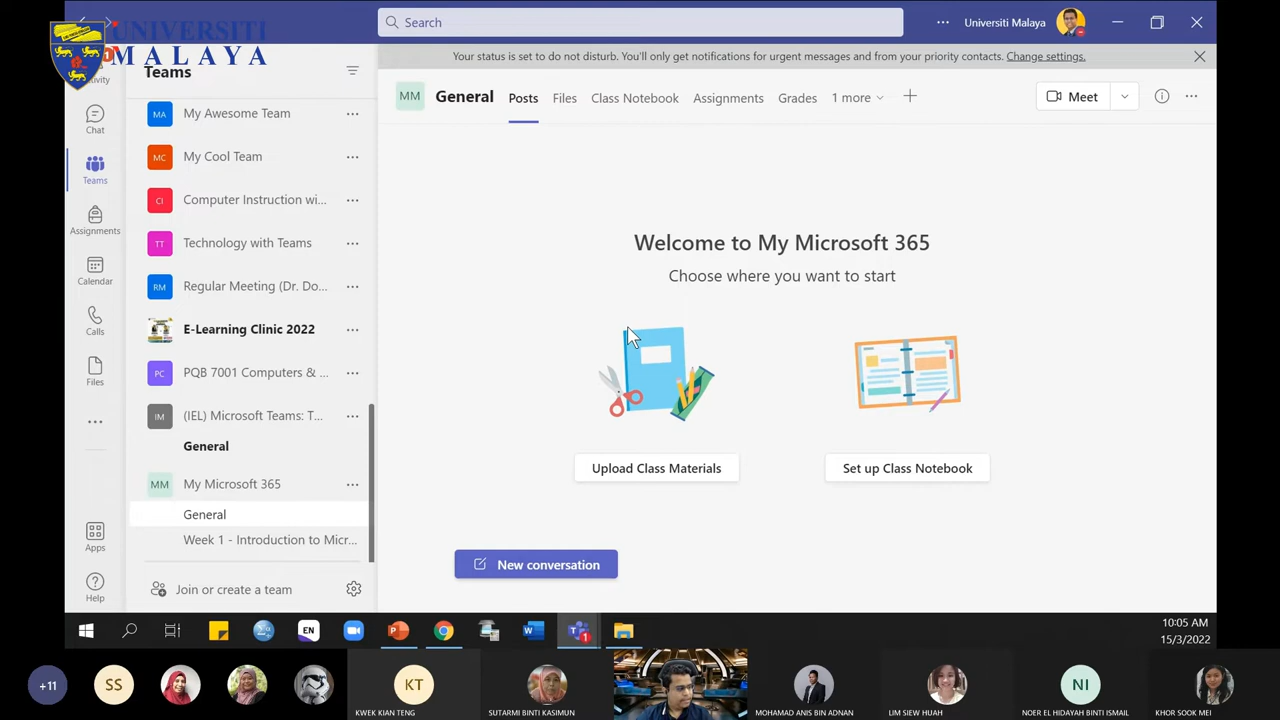 UNIVERSITI
MALAYA
Search
Universiti Malaya
Your status is set to do not disturb. You'll only get notifications for urgent messages and from your priority contacts. Change settings.
Teams
MM
General
Posts
Files
Class Notebook
Assignments
Grades
1 more
Meet
Chat
Teams
Assignments
Calendar
Calls
Files
Apps
Help
MA
My Awesome Team
MC
My Cool Team
CI
Computer Instruction wi...
TT
Technology with Teams
RM
Regular Meeting (Dr. Do...
E-Learning Clinic 2022
PC
PQB 7001 Computers & ...
IM
(IEL) Microsoft Teams: T...
General
MM
My Microsoft 365
General
Week 1 - Introduction to Micr...
Join or create a team
Welcome to My Microsoft 365
Choose where you want to start
Upload Class Materials
Set up Class Notebook
New conversation
EN
10:05 AM
15/3/2022
+11
SS
KT
KWEK KIAN TENG
SUTARMI BINTI KASIMUN
MOHAMAD ANIS BIN ADNAN
LIM SIEW HUAH
NI
NOER EL HIDAYAH BINTI ISMAIL
KHOR SOOK MEI